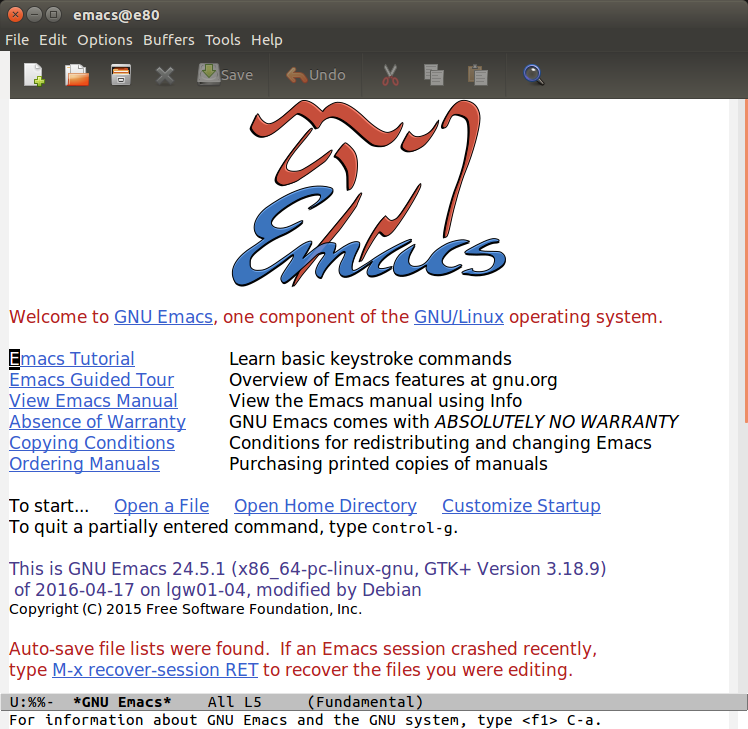 emacs@e80
File Edit Options Buffers Tools Help
Save Undo
Emacs
Welcome to GNU Emacs, one component of the GNU/Linux operating system.
Emacs Tutorial Learn basic keystroke commands
Emacs Guided Tour Overview of Emacs features at gnu.org
View Emacs Manual View the Emacs manual using Info
Absence of Warranty GNU Emacs comes with ABSOLUTELY NO WARRANTY
Copying Conditions Conditions for redistributing and changing Emacs
Ordering Manuals Purchasing printed copies of manuals
To start... Open a File Open Home Directory Customize Startup
To quit a partially entered command, type Control-g.
This is GNU Emacs 24.5.1 (x86_64-pc-linux-gnu, GTK+ Version 3.18.9)
of 2016-04-17 on lgw01-04, modified by Debian
Copyright (C) 2015 Free Software Foundation, Inc.
Auto-save file lists were found. If an Emacs session crashed recently,
type M-x recover-session RET to recover the files you were editing.
U:%%- *GNU Emacs* All L5 (Fundamental)
For information about GNU Emacs and the GNU system, type <f1> C-a.